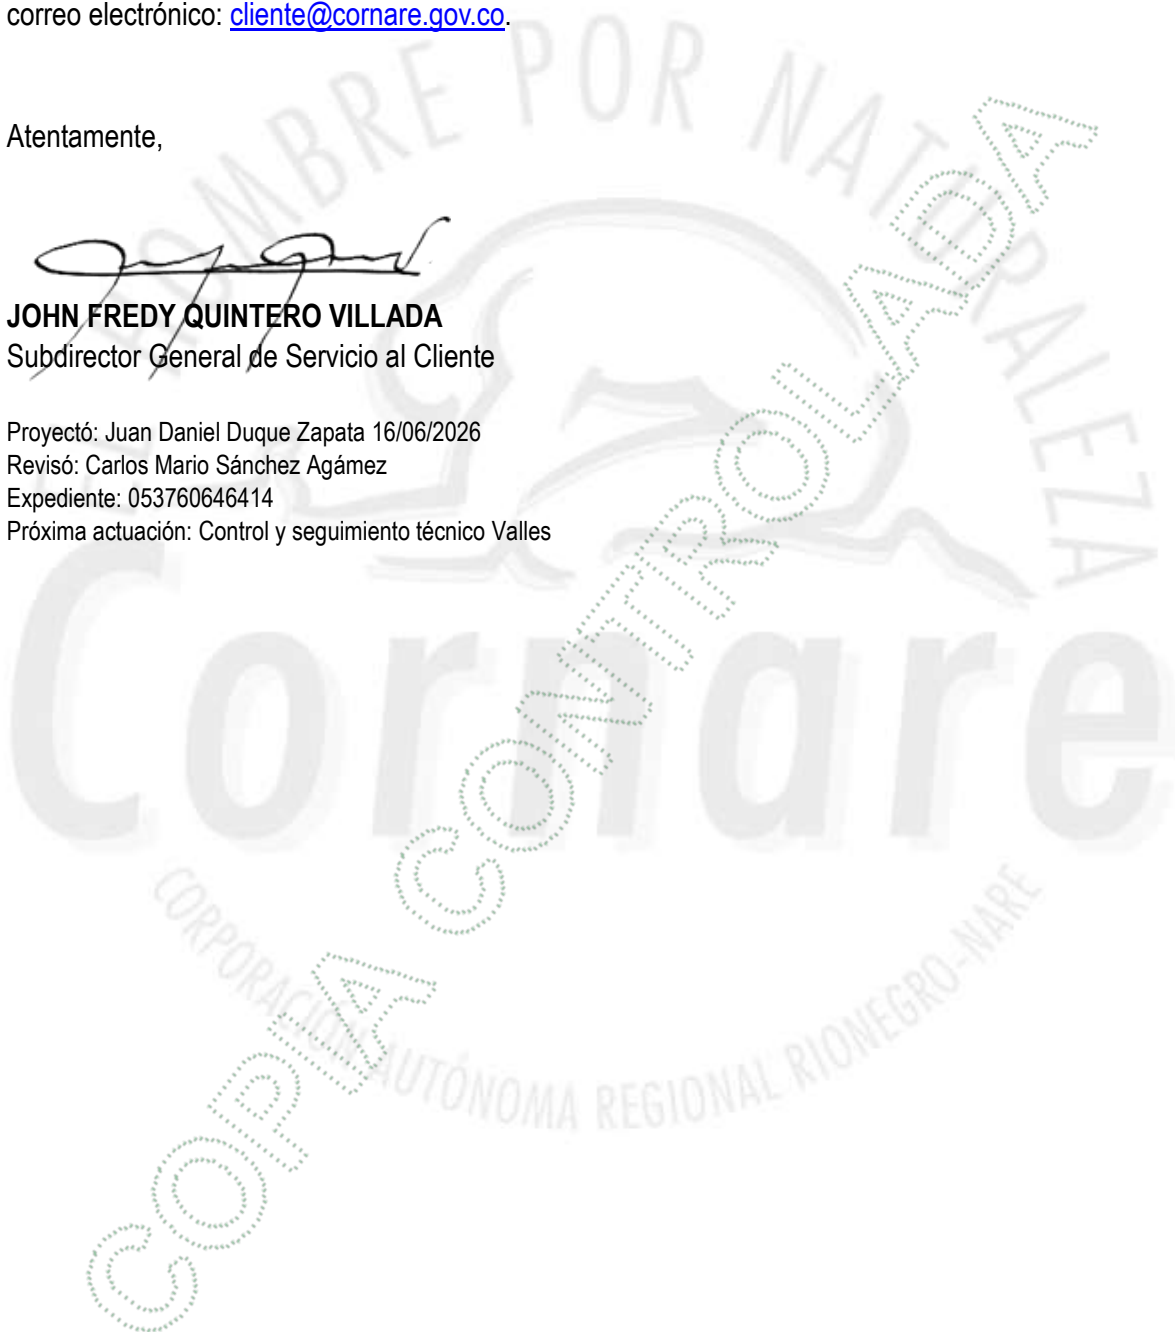 correo electrónico: cliente@cornare.gov.co.
Atentamente,
JOHN FREDY QUINTERO VILLADA
Subdirector General de Servicio al Cliente
Proyectó: Juan Daniel Duque Zapata 16/06/2026
Revisó: Carlos Mario Sánchez Agámez
Expediente: 053760646414
Próxima actuación: Control y seguimiento técnico Valles
HOMBRE POR NATURALEZA
Cornare
CORPORACIÓN AUTÓNOMA REGIONAL RIONEGRO-NARE
COPIA CONTROLADA